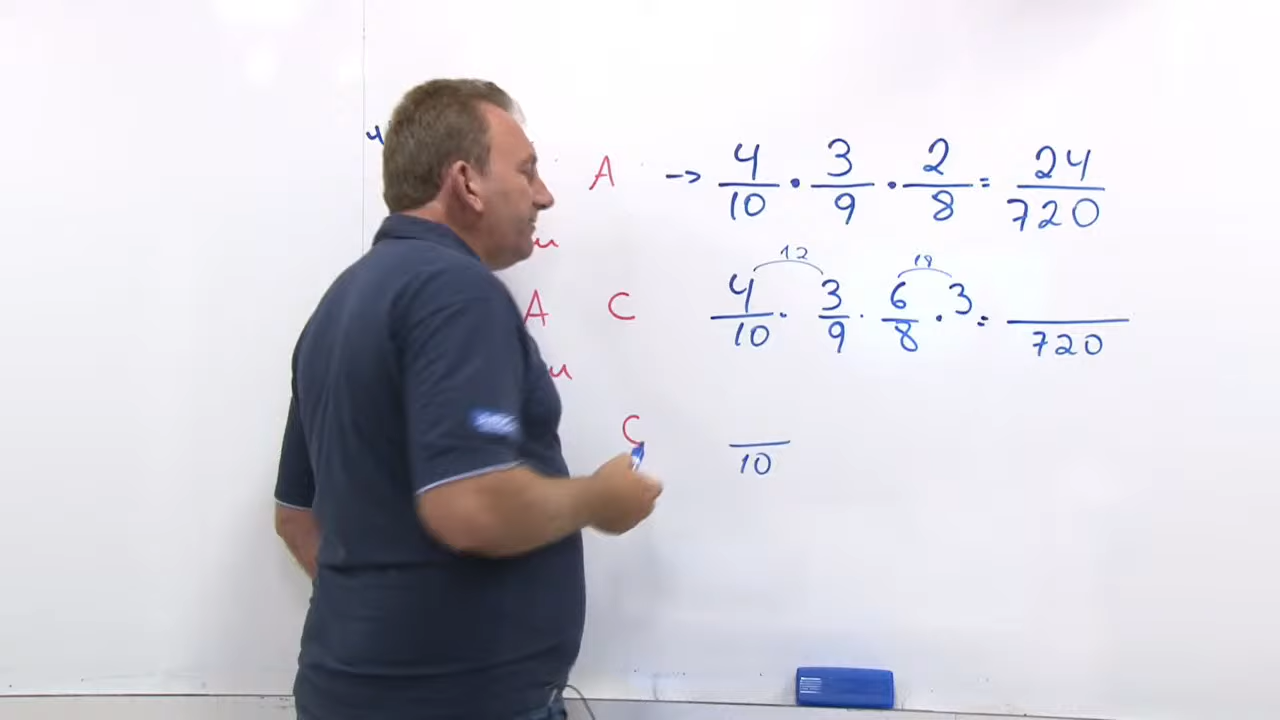 4
A → 4/10 · 3/9 · 2/8 = 24/720
и
12 18
A C 4/10 · 3/9 · 6/8 · 3 = /720
и
C /10